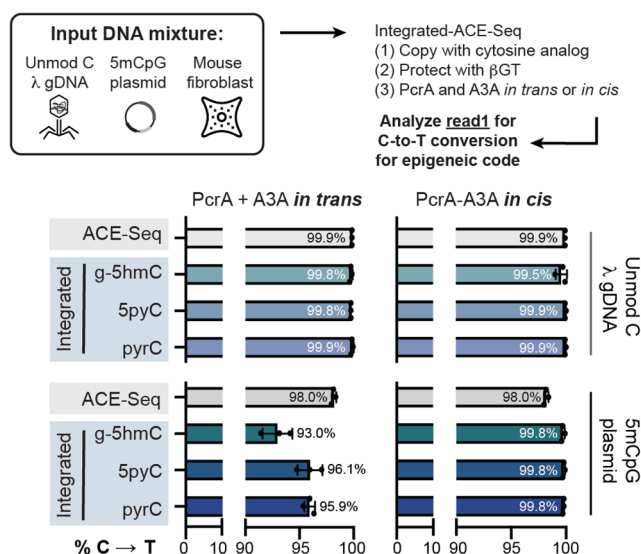 Input DNA mixture:
Unmod C
λ gDNA
5mCpG
plasmid
Mouse
fibroblast
Integrated-ACE-Seq
(1) Copy with cytosine analog
(2) Protect with βGT
(3) PcrA and A3A in trans or in cis
Analyze read1 for
C-to-T conversion
for epigeneic code
PcrA + A3A in trans
PcrA-A3A in cis
ACE-Seq
99.9%
99.9%
Integrated
g-5hmC
99.8%
99.5%
5pyC
99.8%
99.9%
pyrC
99.9%
99.9%
Unmod C
λ gDNA
ACE-Seq
98.0%
98.0%
Integrated
g-5hmC
93.0%
99.8%
5pyC
96.1%
99.8%
pyrC
95.9%
99.8%
5mCpG
plasmid
% C → T
0 10 90 95 100
0 10 90 95 100